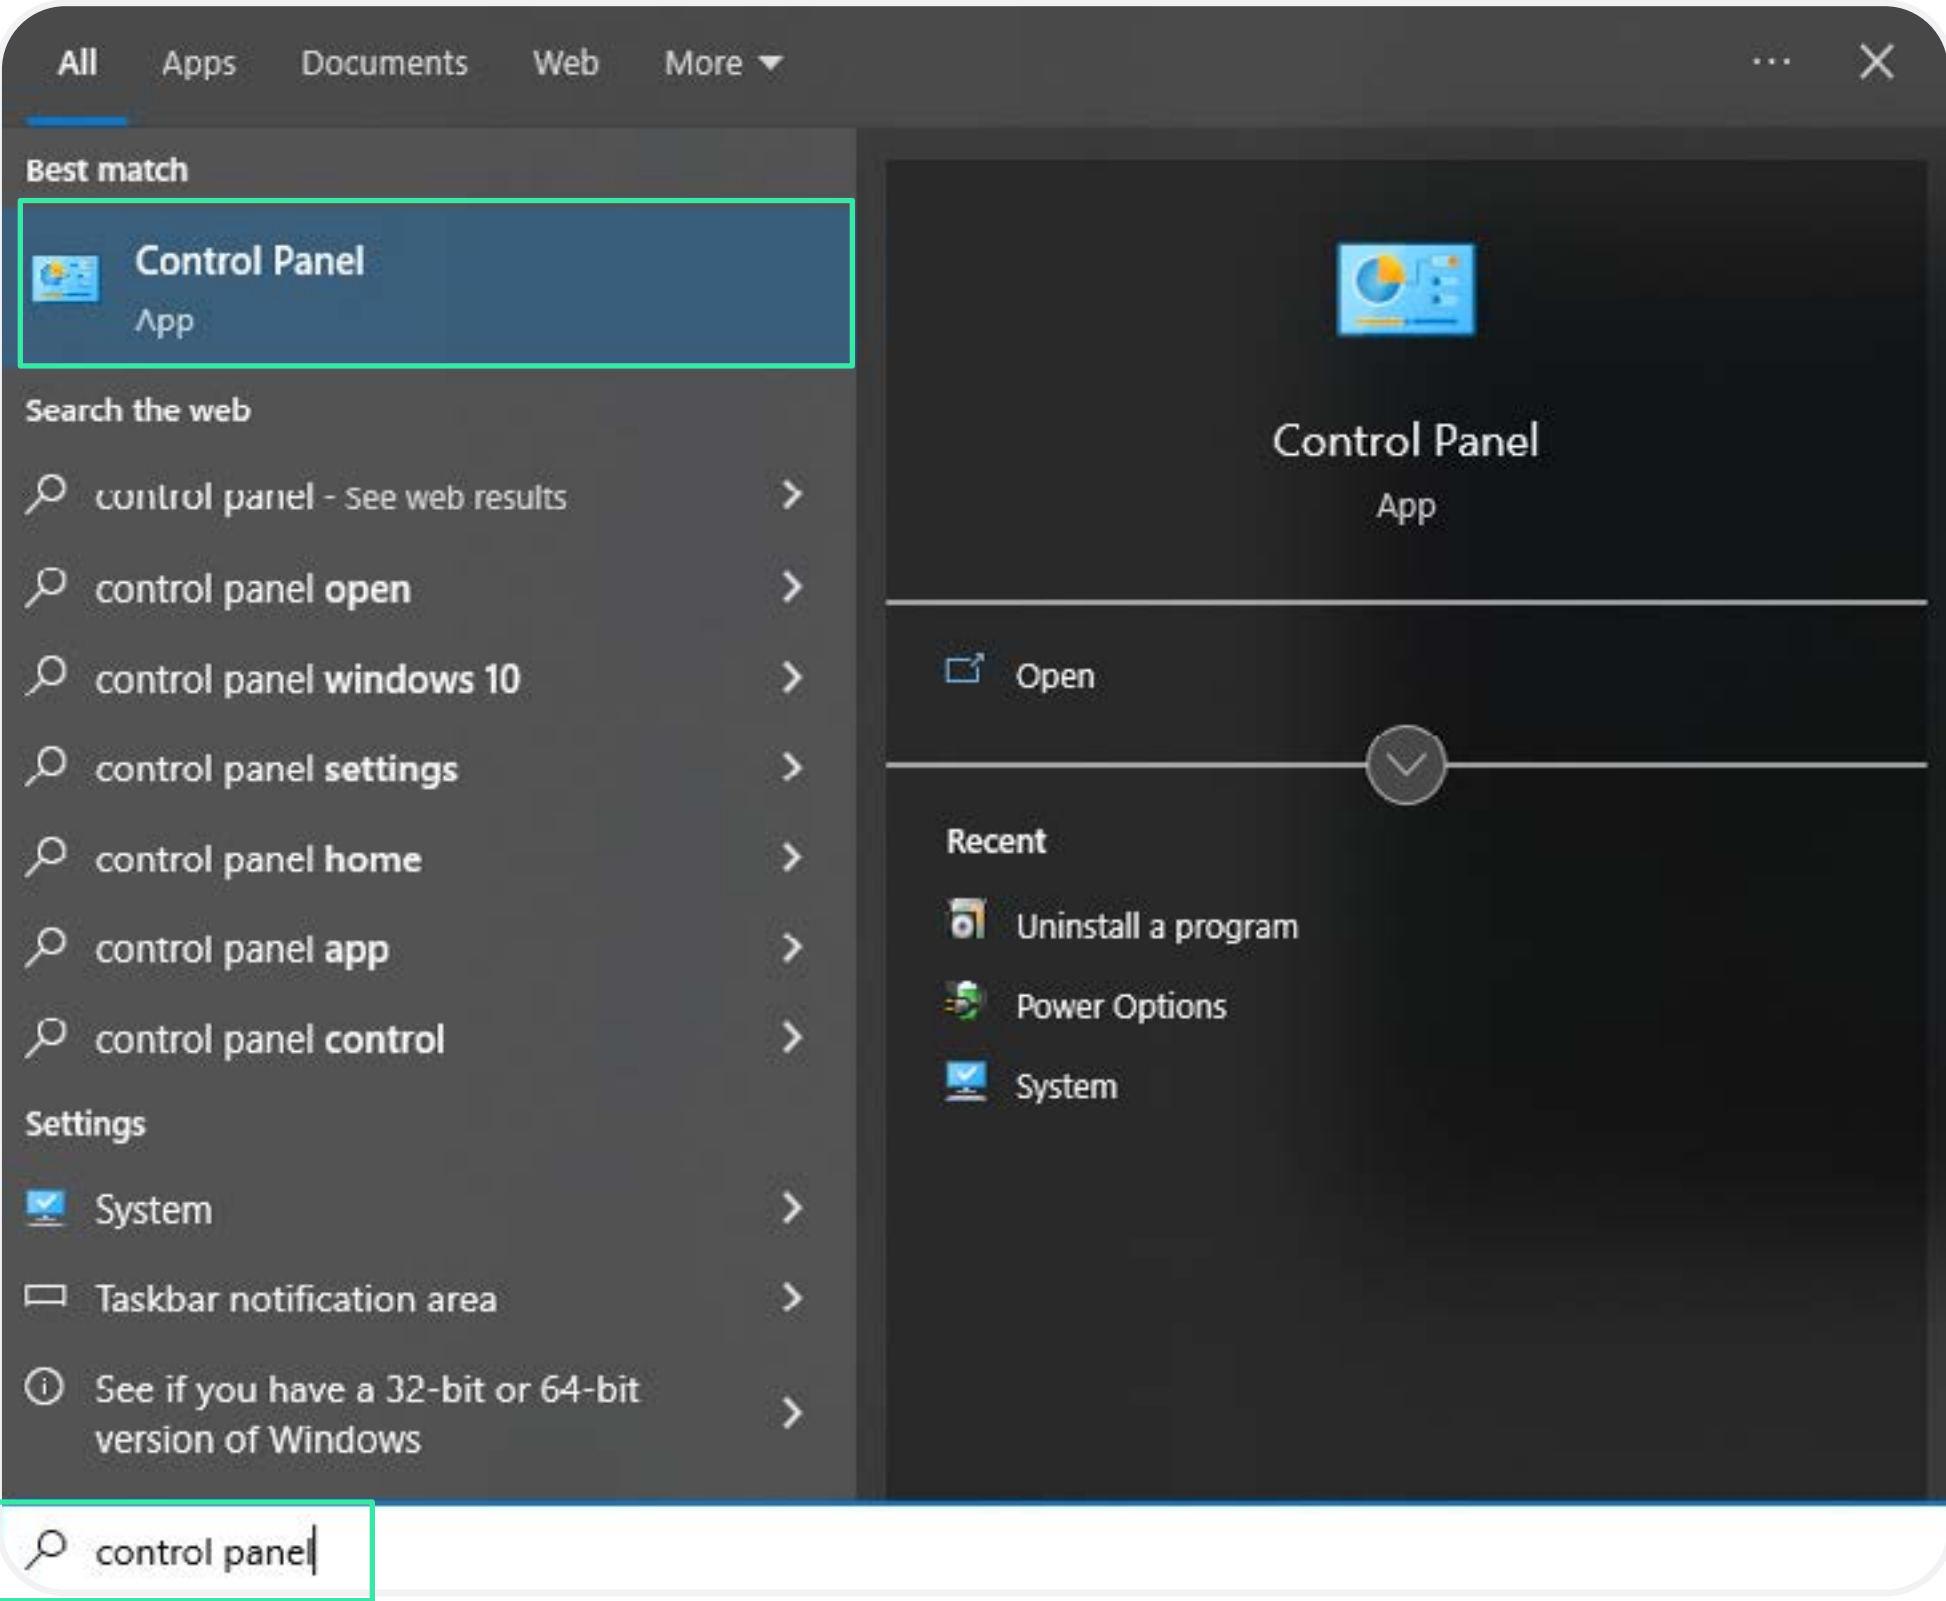 All Apps Documents Web More ...
Best match
Control Panel
App
Search the web
control panel - See web results
control panel open
control panel windows 10
control panel settings
control panel home
control panel app
control panel control
Settings
System
Taskbar notification area
See if you have a 32-bit or 64-bit
version of Windows
control panel
Control Panel
App
Open
Recent
Uninstall a program
Power Options
System